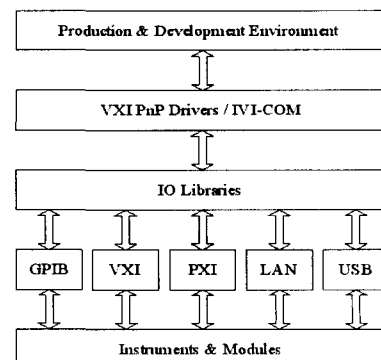 Production & Development Environment
VXI PnP Drivers / IVI-COM
IO Libraries
GPIB VXI PXI LAN USB
Instruments & Modules